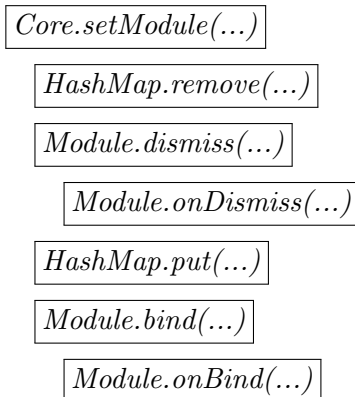 Core.setModule(...)
HashMap.remove(...)
Module.dismiss(...)
Module.onDismiss(...)
HashMap.put(...)
Module.bind(...)
Module.onBind(...)